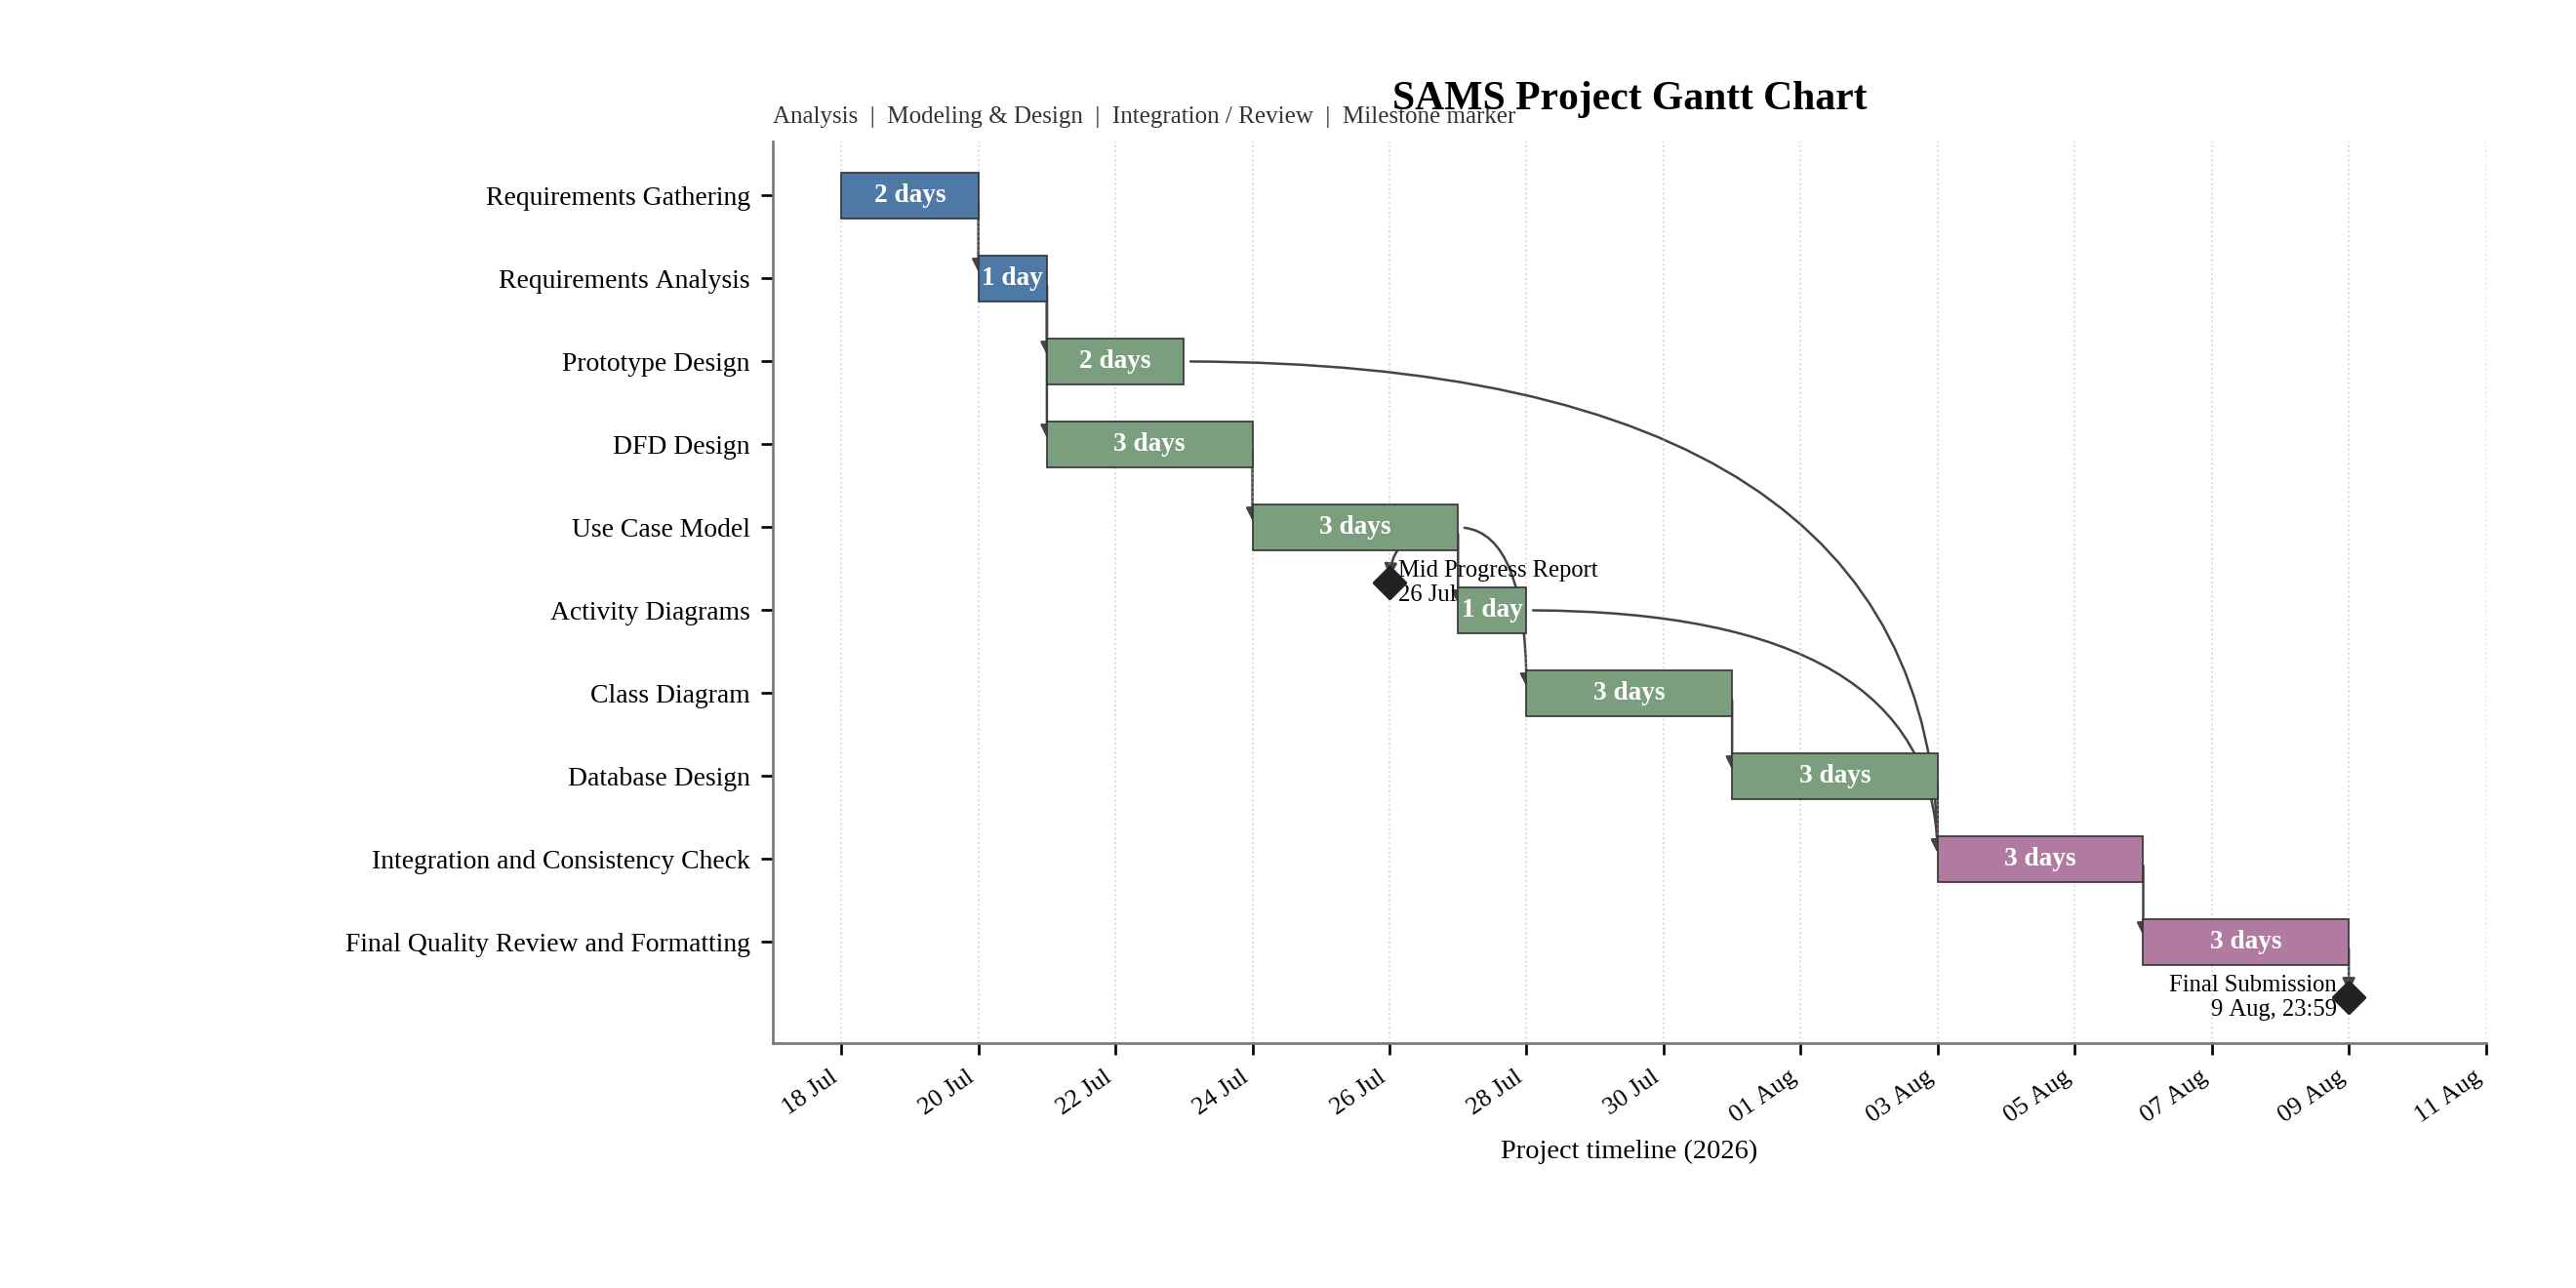 SAMS Project Gantt Chart
Analysis | Modeling & Design | Integration / Review | Milestone marker
Requirements Gathering
2 days
Requirements Analysis
1 day
Prototype Design
2 days
DFD Design
3 days
Use Case Model
3 days
Mid Progress Report
26 Jul
Activity Diagrams
1 day
Class Diagram
3 days
Database Design
3 days
Integration and Consistency Check
3 days
Final Quality Review and Formatting
3 days
Final Submission
9 Aug, 23:59
18 Jul
20 Jul
22 Jul
24 Jul
26 Jul
28 Jul
30 Jul
01 Aug
03 Aug
05 Aug
07 Aug
09 Aug
11 Aug
Project timeline (2026)